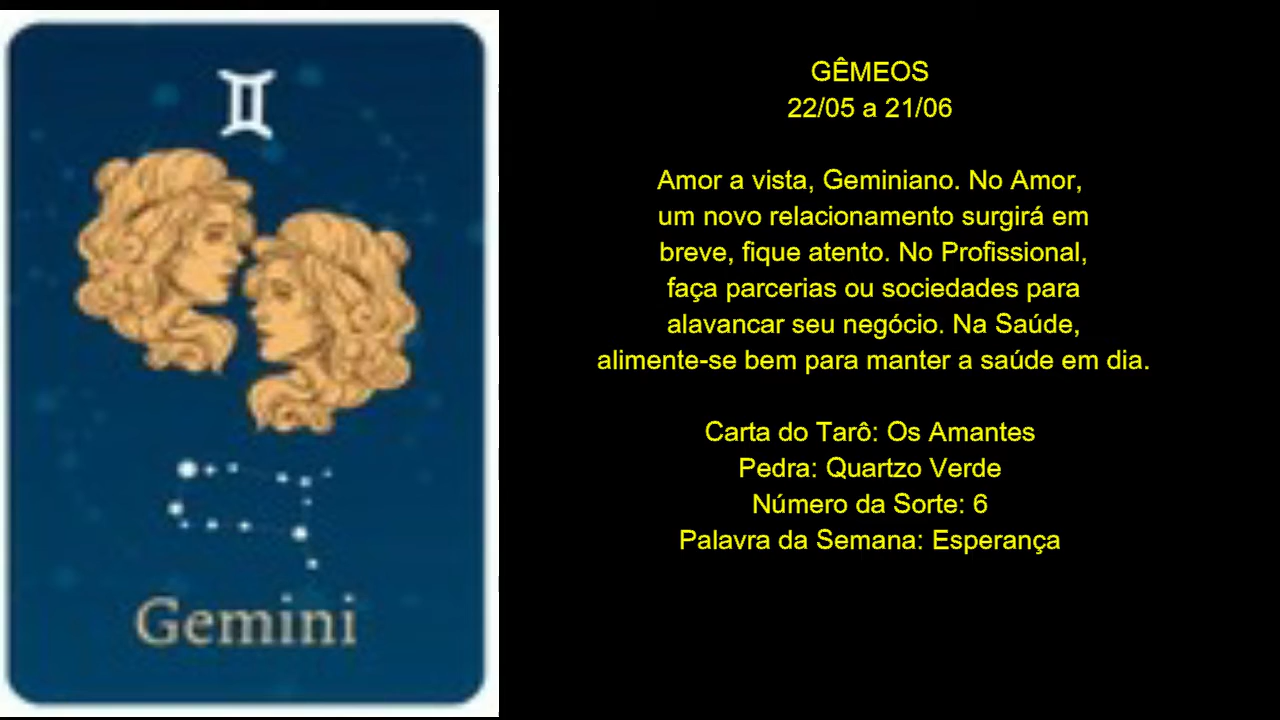 Gemini
GÊMEOS
22/05 a 21/06
Amor a vista, Geminiano. No Amor,
um novo relacionamento surgirá em
breve, fique atento. No Profissional,
faça parcerias ou sociedades para
alavancar seu negócio. Na Saúde,
alimente-se bem para manter a saúde em dia.
Carta do Tarô: Os Amantes
Pedra: Quartzo Verde
Número da Sorte: 6
Palavra da Semana: Esperança